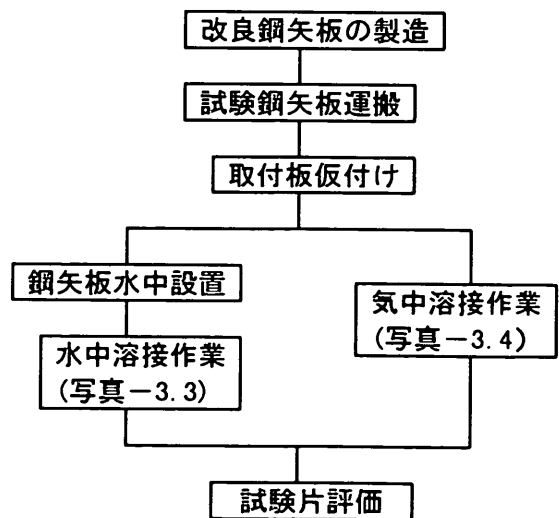 改良鋼矢板の製造
試験鋼矢板運搬
取付板仮付け
鋼矢板水中設置
水中溶接作業
(写真－3.3)
気中溶接作業
(写真－3.4)
試験片評価